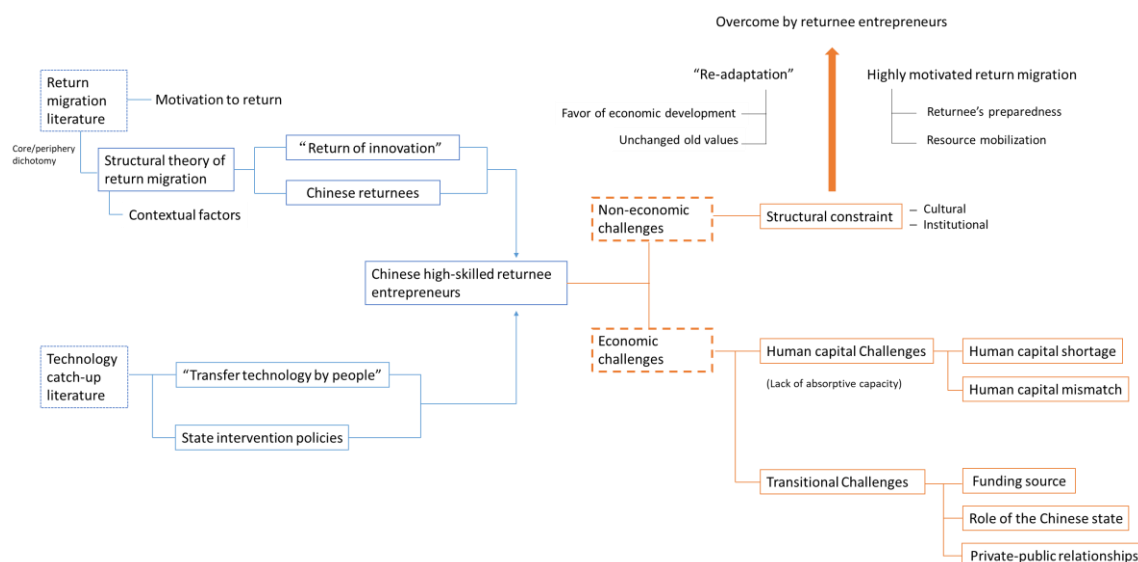 Overcome by returnee entrepreneurs
Return
migration
literature
Motivation to return
"Re-adaptation"
Highly motivated return migration
Favor of economic development
Unchanged old values
Returnee's preparedness
Resource mobilization
Core/periphery
dichotomy
Structural theory of
return migration
"Return of innovation"
Chinese returnees
Contextual factors
Non-economic
challenges
Structural constraint
– Cultural
– Institutional
Chinese high-skilled returnee
entrepreneurs
Technology
catch-up
literature
"Transfer technology by people"
State intervention policies
Economic
challenges
Human capital Challenges
(Lack of absorptive capacity)
Human capital shortage
Human capital mismatch
Transitional Challenges
Funding source
Role of the Chinese state
Private-public relationships